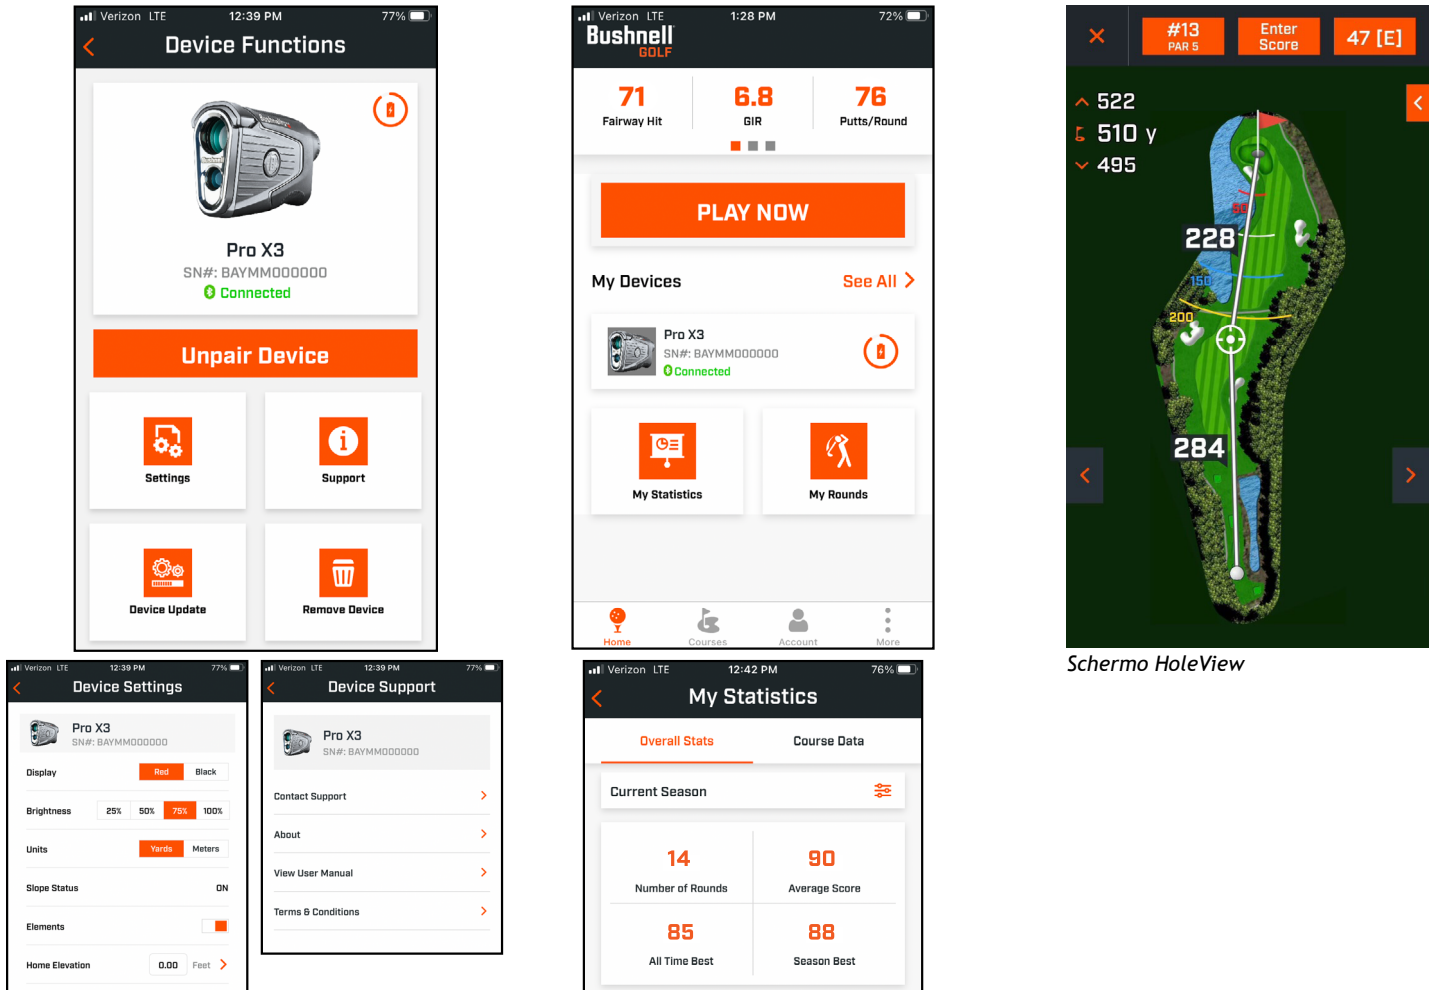 Verizon LTE 12:39 PM 77%
Device Functions
Pro X3
SN#: BAYMM000000
Connected
Unpair Device
Settings
Support
Device Update
Remove Device
Verizon LTE 1:28 PM 72%
Bushnell
GOLF
71 6.8 76
Fairway Hit GIR Putts/Round
PLAY NOW
My Devices See All
Pro X3
SN#: BAYMM000000
Connected
My Statistics
My Rounds
Home Courses Account More
#13
PAR 5
Enter
Score
47 [E]
522
510 y
495
228
150
200
284
Schermo HoleView
Verizon LTE 12:39 PM 77%
Device Settings
Pro X3
SN#: BAYMM000000
Display Red Black
Brightness 25% 50% 75% 100%
Units Yards Meters
Slope Status ON
Elements
Home Elevation 0.00 Feet
Verizon LTE 12:39 PM 77%
Device Support
Pro X3
SN#: BAYMM000000
Contact Support
About
View User Manual
Terms & Conditions
Verizon LTE 12:42 PM 76%
My Statistics
Overall Stats Course Data
Current Season
14 90
Number of Rounds Average Score
85 88
All Time Best Season Best